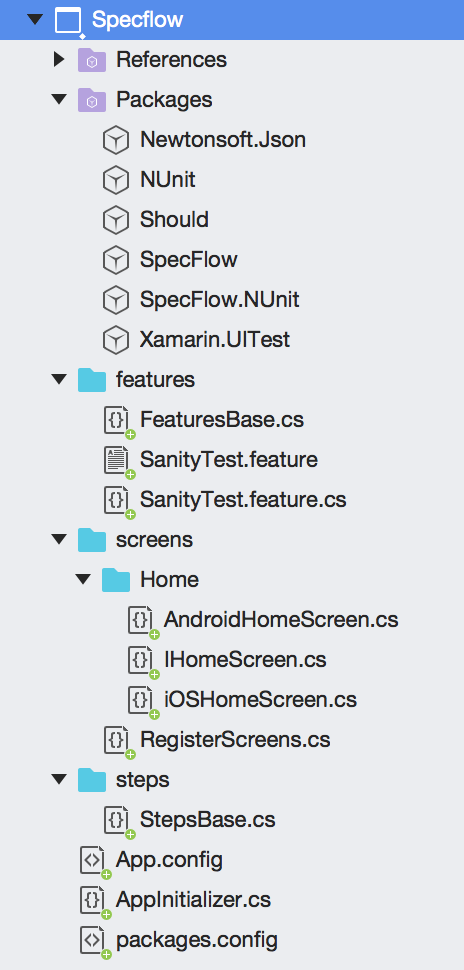 Specflow
References
Packages
Newtonsoft.Json
NUnit
Should
SpecFlow
SpecFlow.NUnit
Xamarin.UITest
features
FeaturesBase.cs
SanityTest.feature
SanityTest.feature.cs
screens
Home
AndroidHomeScreen.cs
IHomeScreen.cs
iOSHomeScreen.cs
RegisterScreens.cs
steps
StepsBase.cs
App.config
AppInitializer.cs
packages.config